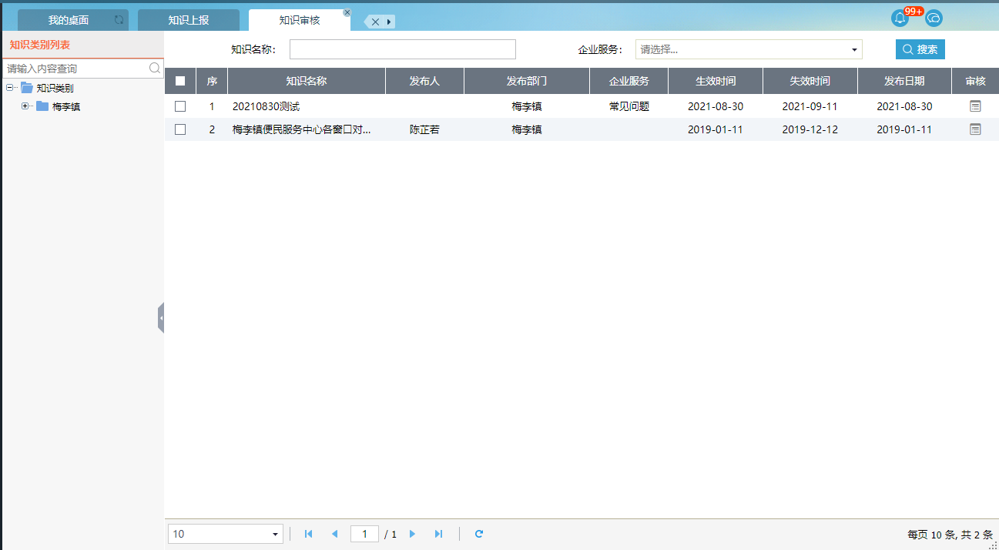 我的桌面 知识上报 知识审核 99+
知识类别列表
知识名称： 企业服务： 请选择... 搜索
请输入内容查询
知识类别
梅李镇
序 知识名称 发布人 发布部门 企业服务 生效时间 失效时间 发布日期 审核
1 20210830测试 梅李镇 常见问题 2021-08-30 2021-09-11 2021-08-30
2 梅李镇便民服务中心各窗口对... 陈芷若 梅李镇 2019-01-11 2019-12-12 2019-01-11
10 1 / 1 每页 10 条, 共 2 条